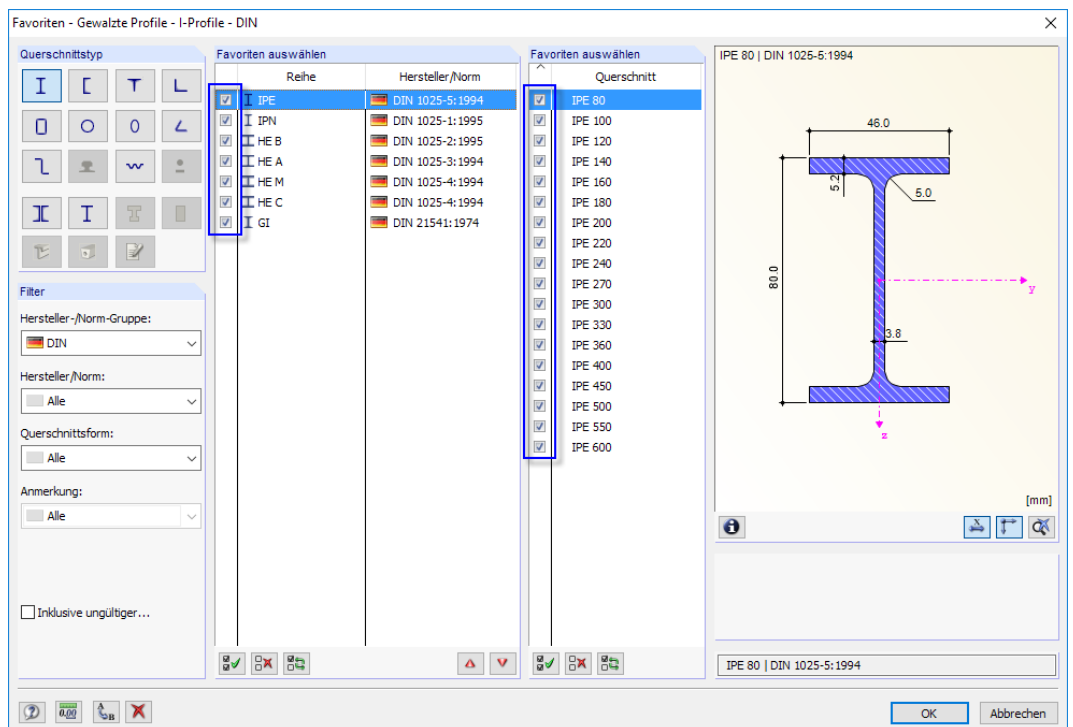 Favoriten - Gewalzte Profile - I-Profile - DIN
Querschnittstyp
Filter
Hersteller-/Norm-Gruppe:
DIN
Hersteller/Norm:
Alle
Querschnittsform:
Alle
Anmerkung:
Alle
Inklusive ungültiger...
Favoriten auswählen
Reihe Hersteller/Norm
IPE DIN 1025-5:1994
IPN DIN 1025-1:1995
HE B DIN 1025-2:1995
HE A DIN 1025-3:1994
HE M DIN 1025-4:1994
HE C DIN 1025-4:1994
GI DIN 21541:1974
Favoriten auswählen
Querschnitt
IPE 80
IPE 100
IPE 120
IPE 140
IPE 160
IPE 180
IPE 200
IPE 220
IPE 240
IPE 270
IPE 300
IPE 330
IPE 360
IPE 400
IPE 450
IPE 500
IPE 550
IPE 600
IPE 80 | DIN 1025-5:1994
46.0
5.2
5.0
80.0
y
3.8
z
[mm]
X
IPE 80 | DIN 1025-5:1994
0.00
A B
OK Abbrechen